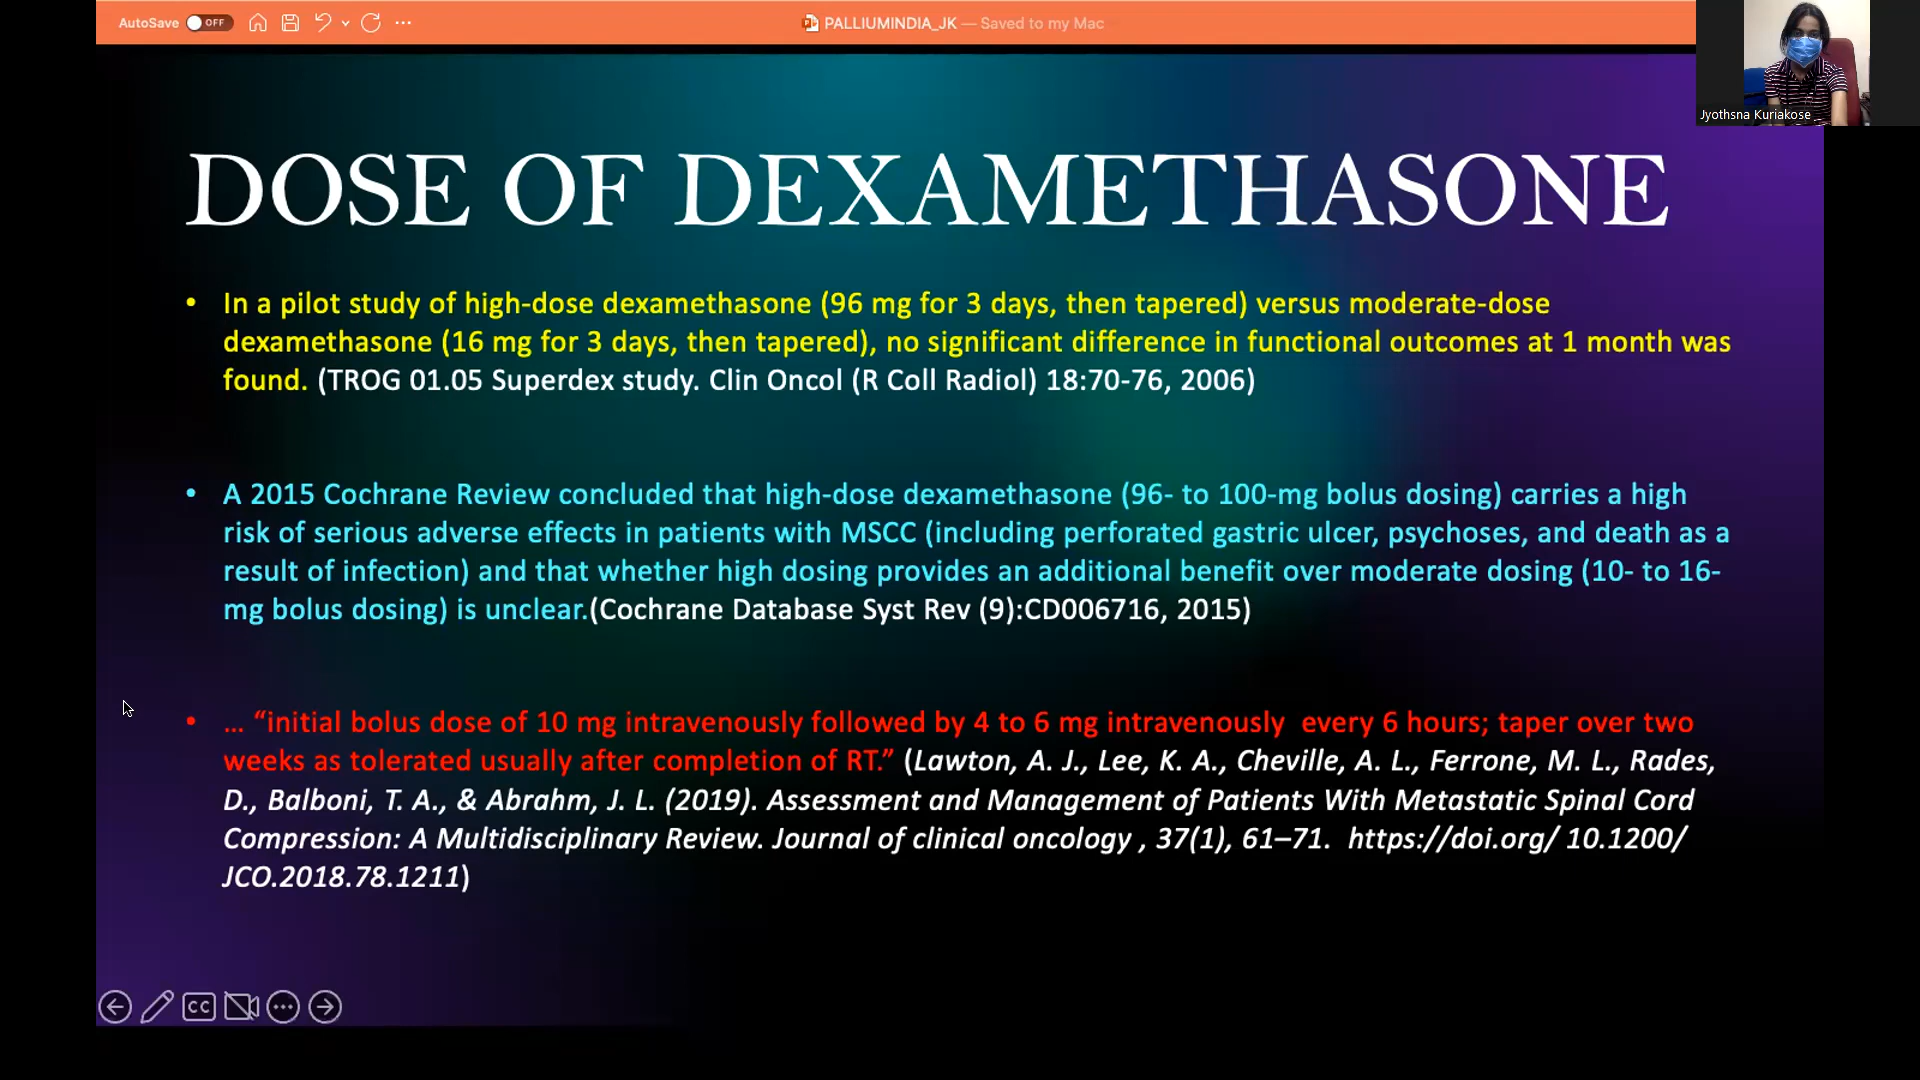 AutoSave OFF
PALLIUMINDIA_JK — Saved to my Mac
Jyothsna Kuriakose
DOSE OF DEXAMETHASONE
• In a pilot study of high-dose dexamethasone (96 mg for 3 days, then tapered) versus moderate-dose
dexamethasone (16 mg for 3 days, then tapered), no significant difference in functional outcomes at 1 month was
found. (TROG 01.05 Superdex study. Clin Oncol (R Coll Radiol) 18:70-76, 2006)
• A 2015 Cochrane Review concluded that high-dose dexamethasone (96- to 100-mg bolus dosing) carries a high
risk of serious adverse effects in patients with MSCC (including perforated gastric ulcer, psychoses, and death as a
result of infection) and that whether high dosing provides an additional benefit over moderate dosing (10- to 16-
mg bolus dosing) is unclear.(Cochrane Database Syst Rev (9):CD006716, 2015)
• ... “initial bolus dose of 10 mg intravenously followed by 4 to 6 mg intravenously  every 6 hours; taper over two
weeks as tolerated usually after completion of RT.” (Lawton, A. J., Lee, K. A., Cheville, A. L., Ferrone, M. L., Rades,
D., Balboni, T. A., & Abrahm, J. L. (2019). Assessment and Management of Patients With Metastatic Spinal Cord
Compression: A Multidisciplinary Review. Journal of clinical oncology , 37(1), 61–71.  https://doi.org/ 10.1200/
JCO.2018.78.1211)
CC